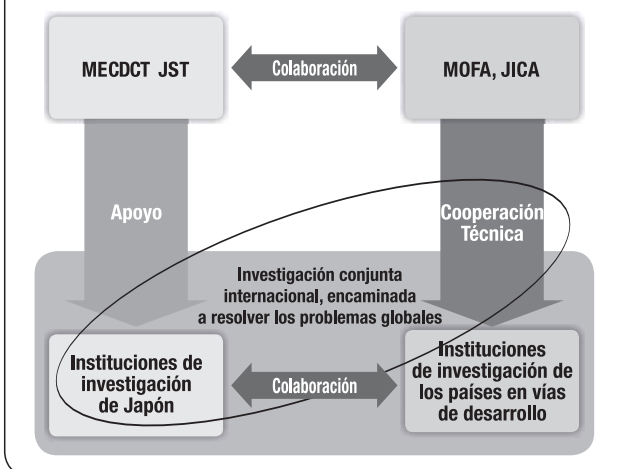 MECDCT JST
Colaboración
MOFA, JICA
Apoyo
Cooperación
Técnica
Investigación conjunta
internacional, encaminada
a resolver los problemas globales
Instituciones de
investigación
de Japón
Colaboración
Instituciones
de investigación de
los países en vías
de desarrollo